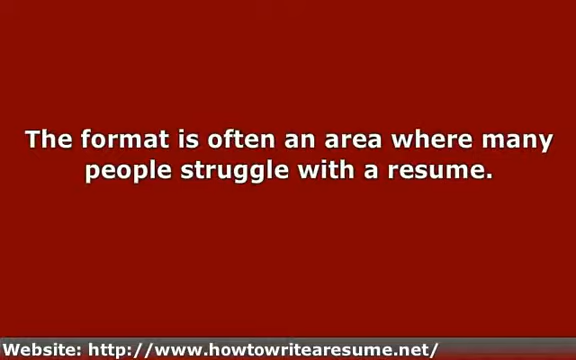 The format is often an area where many
people struggle with a resume.
Website: http://www.howtowritearesume.net/